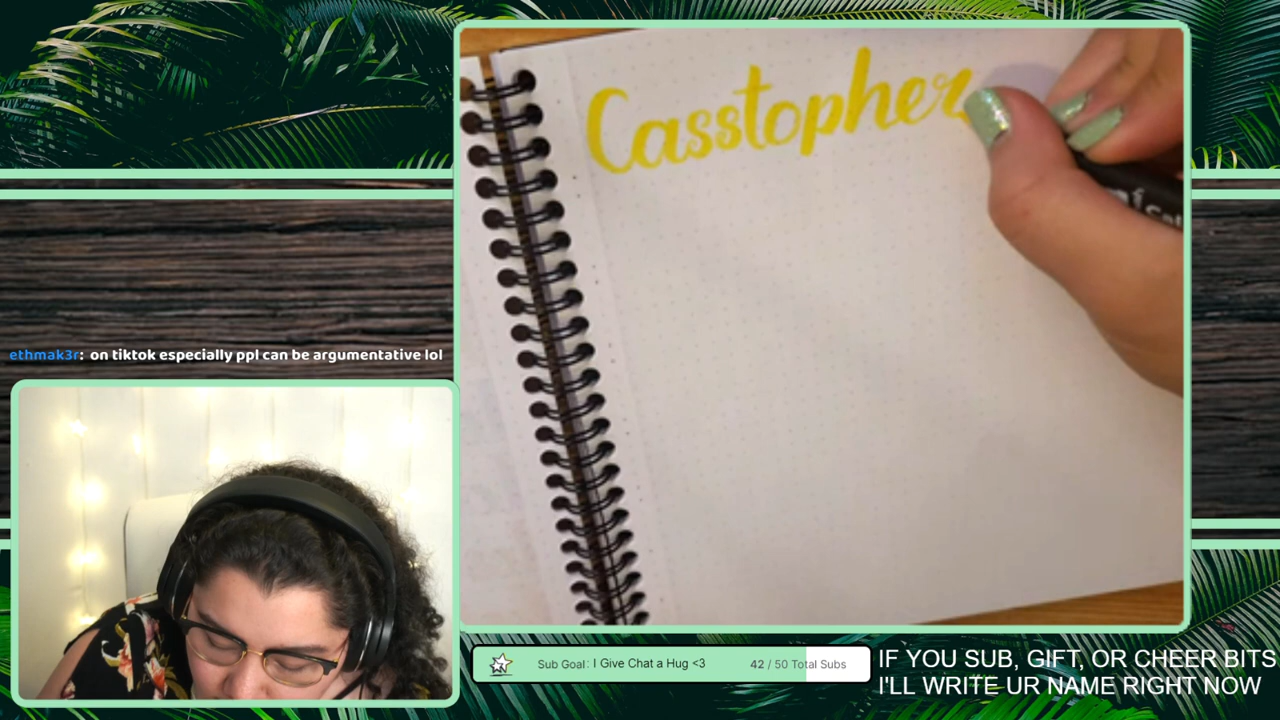 Casstopher
ethmak3r: on tiktok especially ppl can be argumentative lol
Sub Goal: I Give Chat a Hug <3
42 / 50 Total Subs
IF YOU SUB, GIFT, OR CHEER BITS
I'LL WRITE UR NAME RIGHT NOW